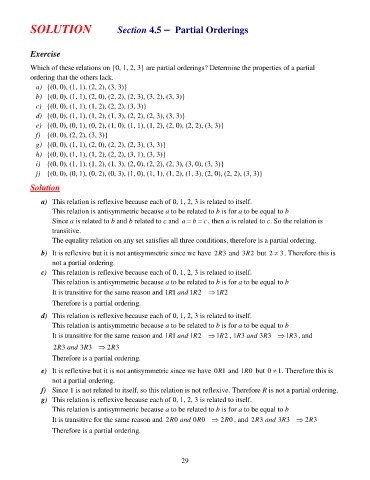 SOLUTION Section 4.5 – Partial Orderings
Exercise
Which of these relations on {0, 1, 2, 3} are partial orderings? Determine the properties of a partial
ordering that the others lack.
a) {(0, 0), (1, 1), (2, 2), (3, 3)}
b) {(0, 0), (1, 1), (2, 0), (2, 2), (2, 3), (3, 2), (3, 3)}
c) {(0, 0), (1, 1), (1, 2), (2, 2), (3, 3)}
d) {(0, 0), (1, 1), (1, 2), (1, 3), (2, 2), (2, 3), (3, 3)}
e) {(0, 0), (0, 1), (0, 2), (1, 0), (1, 1), (1, 2), (2, 0), (2, 2), (3, 3)}
f) {(0, 0), (2, 2), (3, 3)}
g) {(0, 0), (1, 1), (2, 0), (2, 2), (2, 3), (3, 3)}
h) {(0, 0), (1, 1), (1, 2), (2, 2), (3, 1), (3, 3)}
i) {(0, 0), (1, 1), (1, 2), (1, 3), (2, 0), (2, 2), (2, 3), (3, 0), (3, 3)}
j) {(0, 0), (0, 1), (0, 2), (0, 3), (1, 0), (1, 1), (1, 2), (1, 3), (2, 0), (2, 2), (3, 3)}
Solution
a) This relation is reflexive because each of 0, 1, 2, 3 is related to itself.
This relation is antisymmetric because a to be related to b is for a to be equal to b
Since a is related to b and b related to c and a = b = c, then a is related to c. So the relation is
transitive.
The equality relation on any set satisfies all three conditions, therefore is a partial ordering.
b) It is reflexive but it is not antisymmetric since we have 2R3 and 3R2 but 2 ≠ 3. Therefore this is
not a partial ordering.
c) This relation is reflexive because each of 0, 1, 2, 3 is related to itself.
This relation is antisymmetric because a to be related to b is for a to be equal to b
It is transitive for the same reason and 1R1 and 1R2 ⇒ 1R2
Therefore is a partial ordering.
d) This relation is reflexive because each of 0, 1, 2, 3 is related to itself.
This relation is antisymmetric because a to be related to b is for a to be equal to b
It is transitive for the same reason and 1R1 and 1R2 ⇒ 1R2, 1R3 and 3R3 ⇒ 1R3, and
2R3 and 3R3 ⇒ 2R3
Therefore is a partial ordering.
e) It is reflexive but it is not antisymmetric since we have 0R1 and 1R0 but 0 ≠ 1. Therefore this is
not a partial ordering.
f) Since 1 is not related to itself, so this relation is not reflexive. Therefore R is not a partial ordering.
g) This relation is reflexive because each of 0, 1, 2, 3 is related to itself.
This relation is antisymmetric because a to be related to b is for a to be equal to b
It is transitive for the same reason and 2R0 and 0R0 ⇒ 2R0, and 2R3 and 3R3 ⇒ 2R3
Therefore is a partial ordering.
29